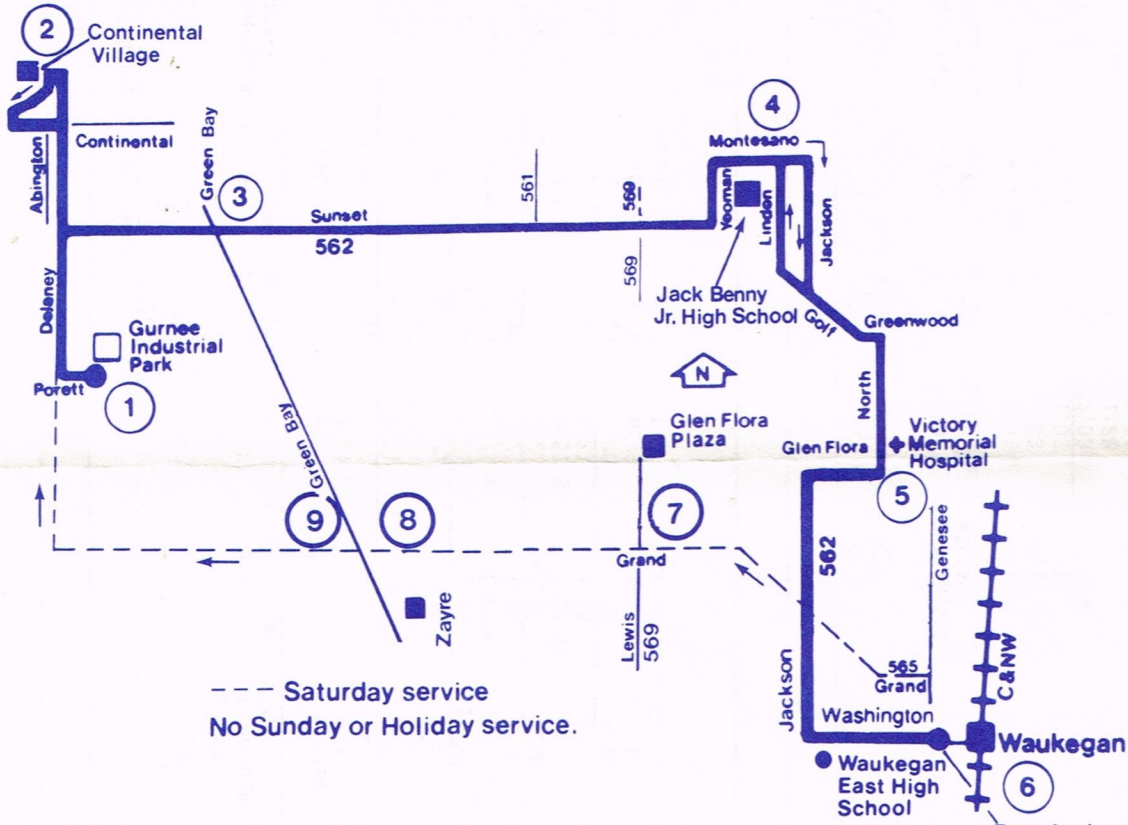 2
Continental
Village
Continental
Abington
Green Bay
3
Sunset
562
561
569
569
4
Montesano
Yeoman
Linden
Jackson
Jack Benny
Jr. High School
Golf
Greenwood
Delaney
Gurnee
Industrial
Park
Porett
1
N
North
Glen Flora
Plaza
Glen Flora
Victory
Memorial
Hospital
5
Green Bay
9
8
7
Grand
562
Genesee
Zayre
Lewis
569
565
Grand
C&NW
Jackson
Washington
Waukegan
Waukegan
East High
School
6
Saturday service
No Sunday or Holiday service.